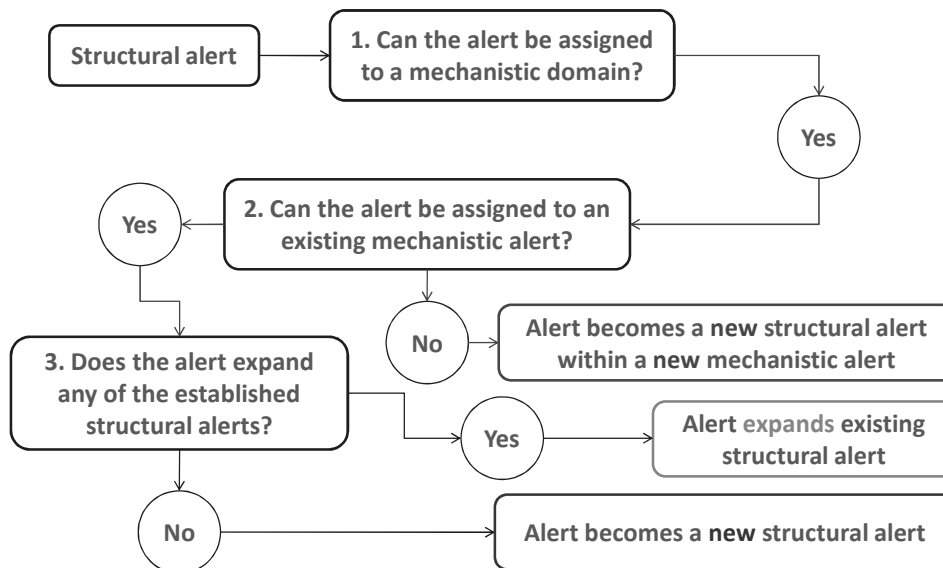 Structural alert
1. Can the alert be assigned
to a mechanistic domain?
Yes
2. Can the alert be assigned to an
existing mechanistic alert?
Yes
No
Alert becomes a new structural alert
within a new mechanistic alert
3. Does the alert expand
any of the established
structural alerts?
Yes
Alert expands existing
structural alert
No
Alert becomes a new structural alert